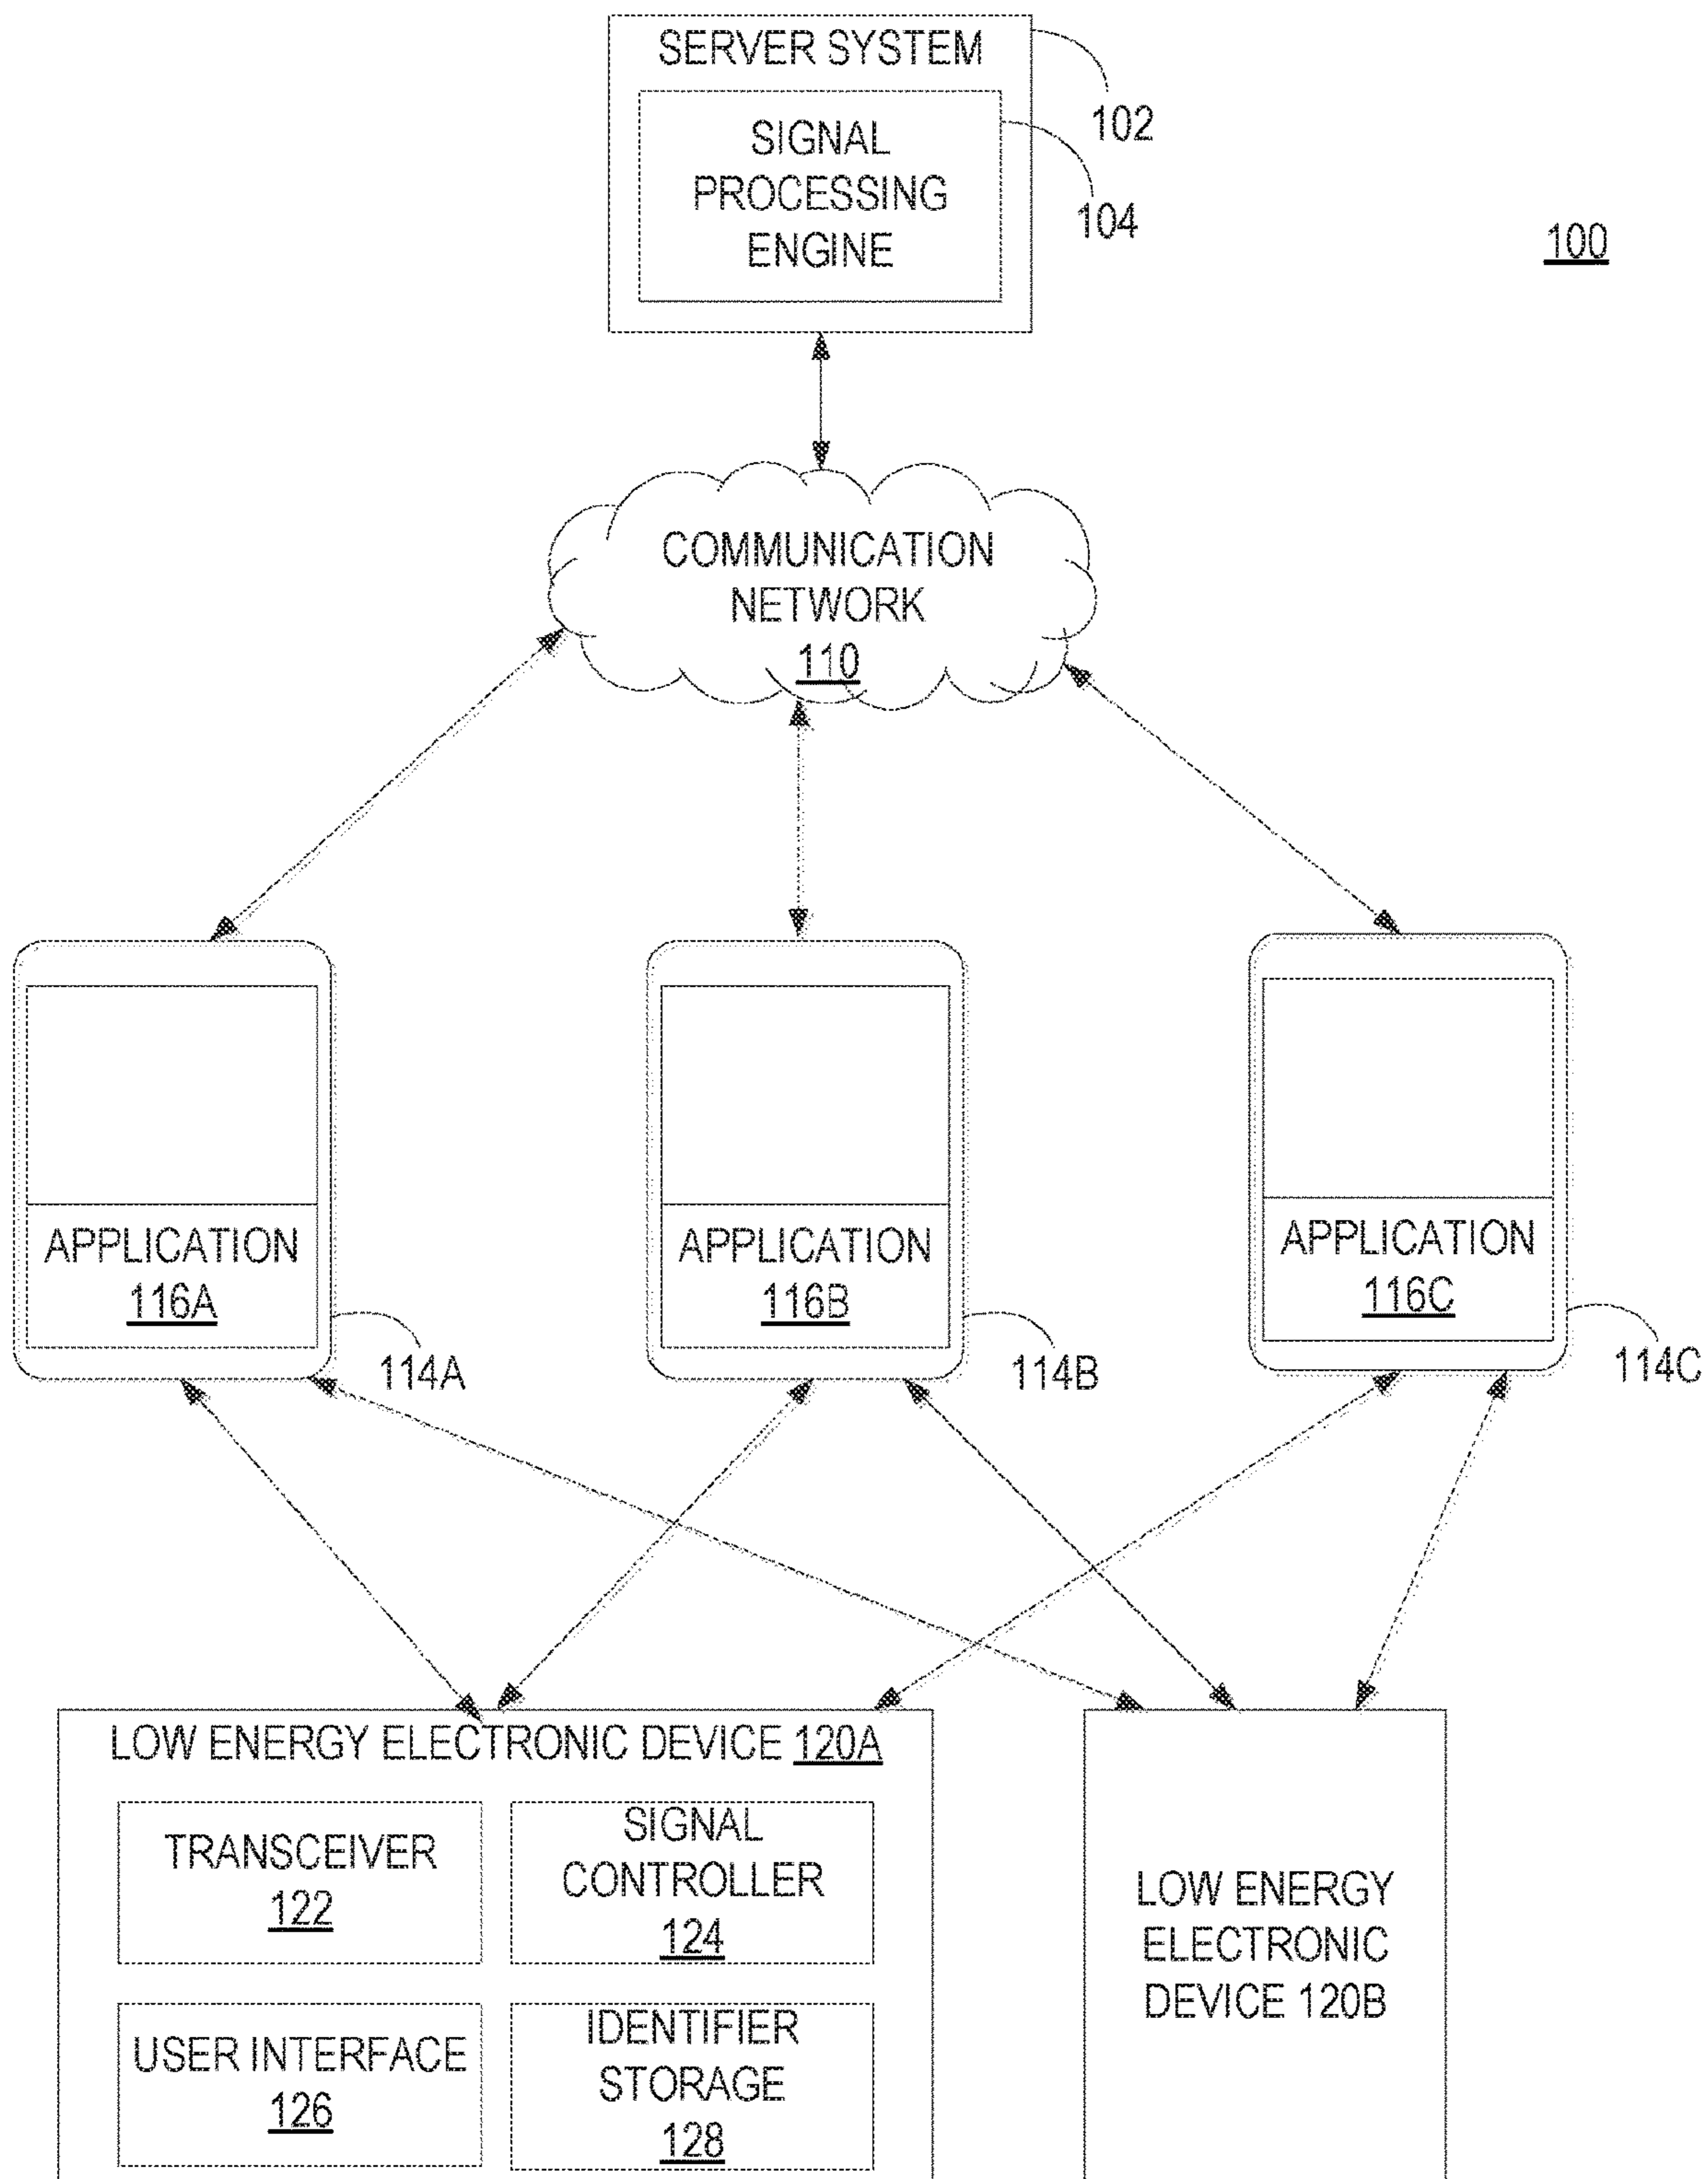 SERVER SYSTEM
SIGNAL
PROCESSING
ENGINE
102
104
100
COMMUNICATION
NETWORK
110
APPLICATION
116A
114A
APPLICATION
116B
114B
APPLICATION
116C
114C
LOW ENERGY ELECTRONIC DEVICE 120A
TRANSCEIVER
122
SIGNAL
CONTROLLER
124
USER INTERFACE
126
IDENTIFIER
STORAGE
128
LOW ENERGY
ELECTRONIC
DEVICE 120B